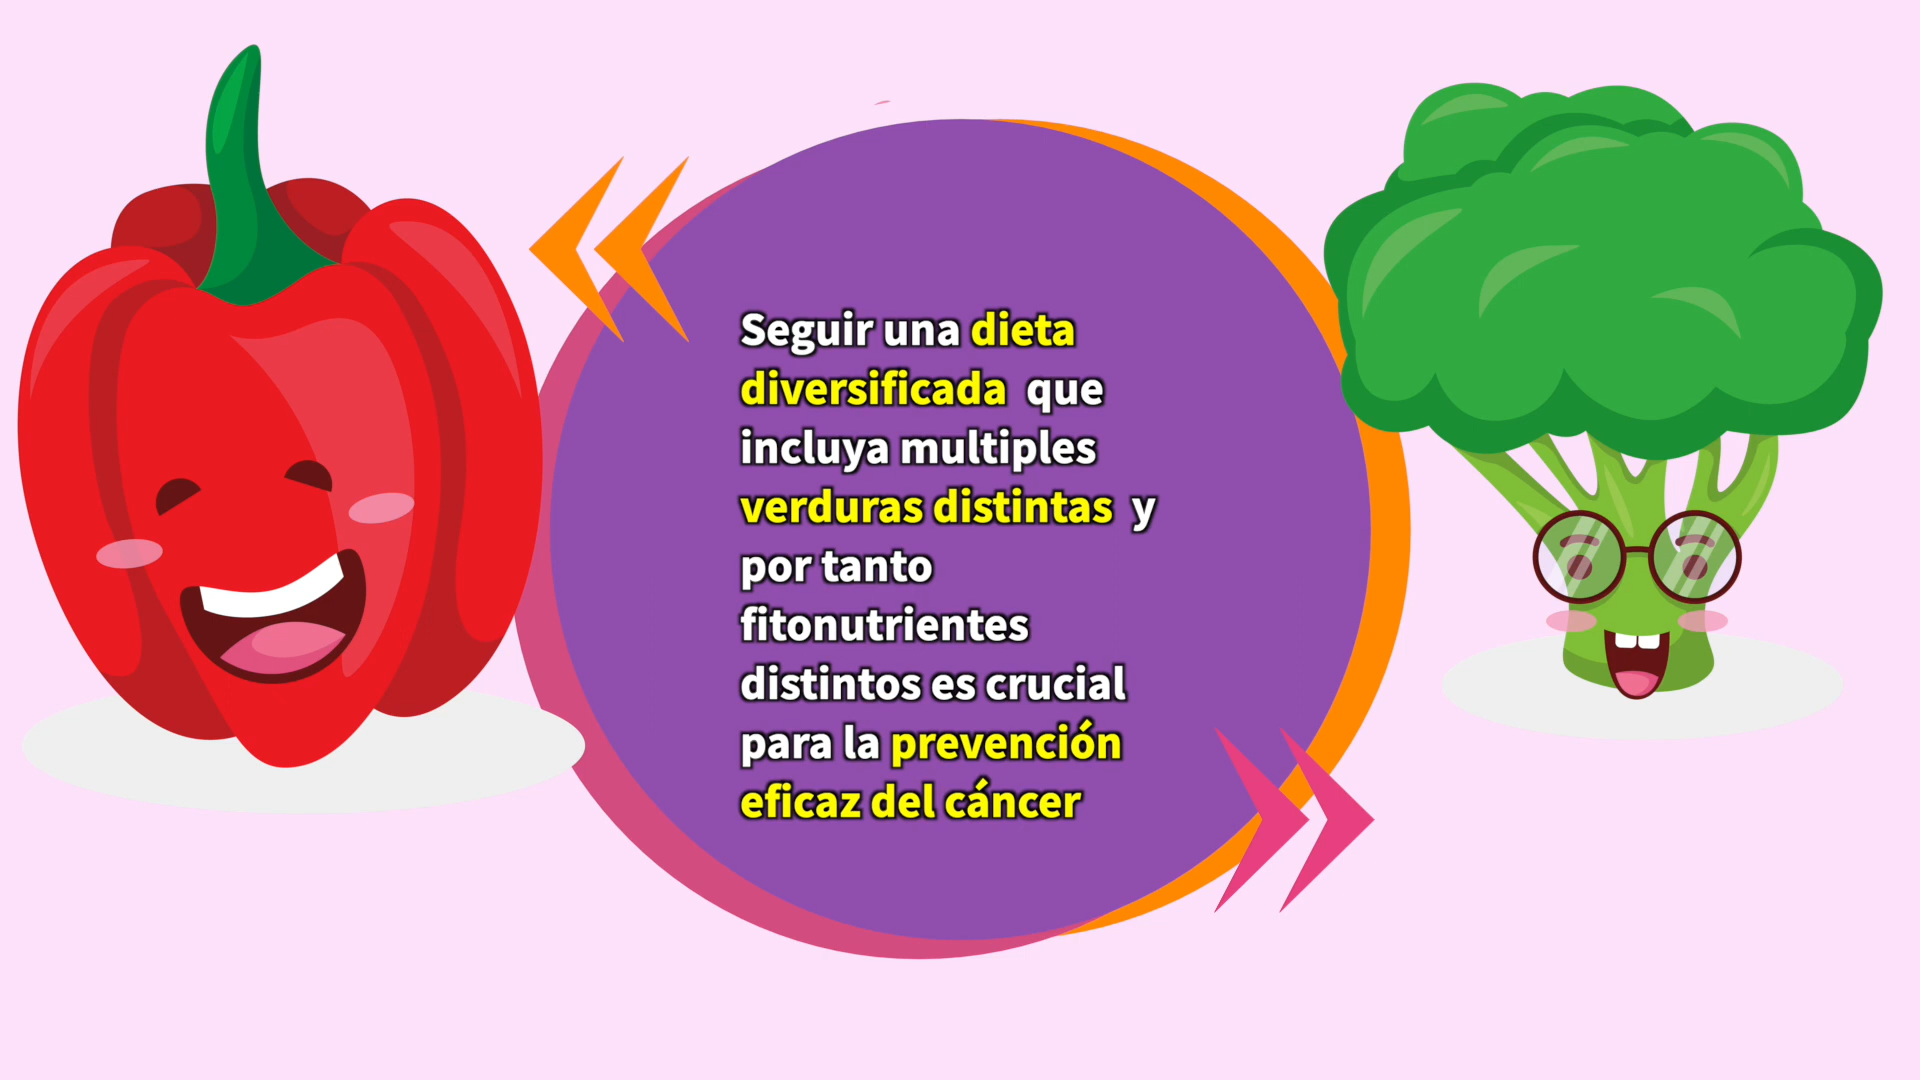 Seguir una dieta
diversificada que
incluya multiples
verduras distintas y
por tanto
fitonutrientes
distintos es crucial
para la prevención
eficaz del cáncer